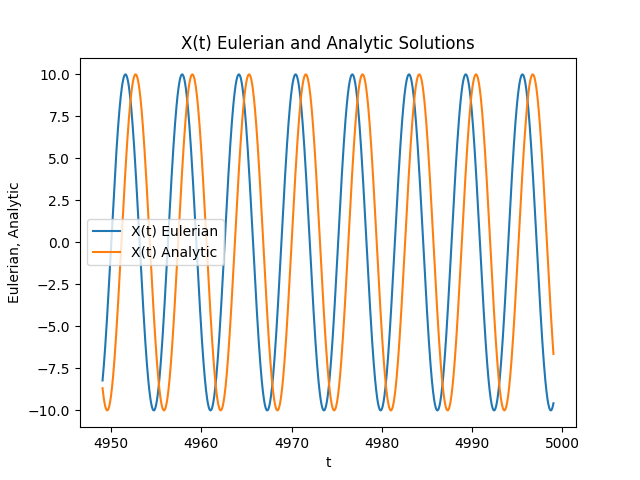 X(t) Eulerian and Analytic Solutions
10.0
7.5
5.0
2.5
0.0
−2.5
−5.0
−7.5
−10.0
Eulerian, Analytic
X(t) Eulerian
X(t) Analytic
4950 4960 4970 4980 4990 5000
t